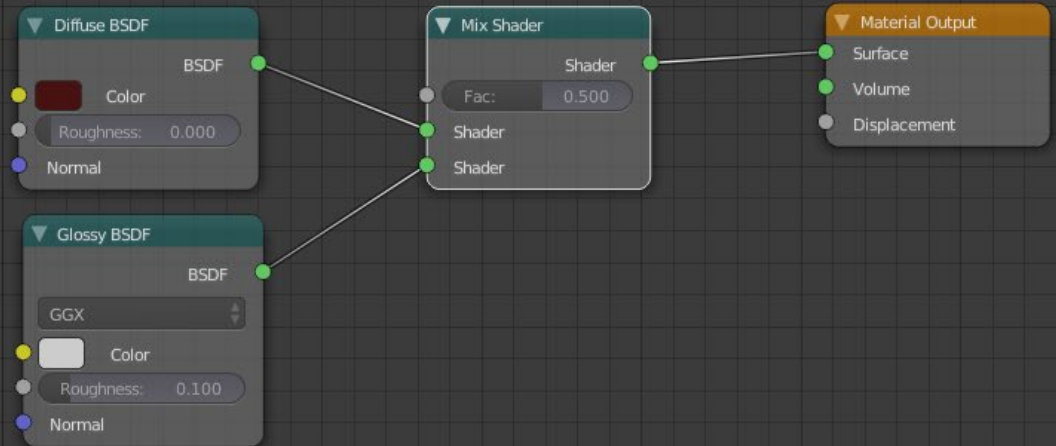 Diffuse BSDF
BSDF
Color
Roughness: 0.000
Normal
Glossy BSDF
BSDF
GGX
Color
Roughness: 0.100
Normal
Mix Shader
Shader
Fac: 0.500
Shader
Shader
Material Output
Surface
Volume
Displacement